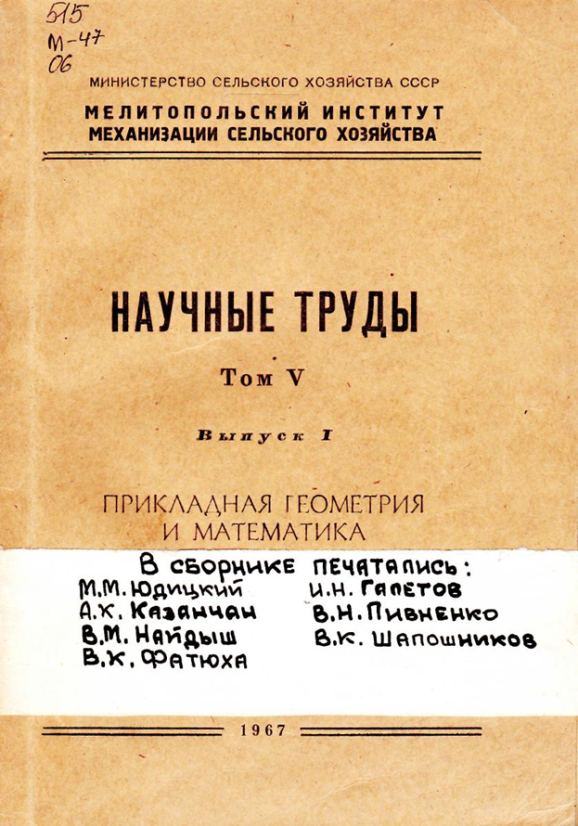 515
М-47
06
МИНИСТЕРСТВО СЕЛЬСКОГО ХОЗЯЙСТВА СССР
МЕЛИТОПОЛЬСКИЙ ИНСТИТУТ
МЕХАНИЗАЦИИ СЕЛЬСКОГО ХОЗЯЙСТВА
НАУЧНЫЕ ТРУДЫ
Том V
Выпуск I
ПРИКЛАДНАЯ ГЕОМЕТРИЯ
И МАТЕМАТИКА
В СБОРНИКЕ ПЕЧАТАЛИСЬ:
М.М. Юдицкий
А.К. Казанчан
В.М. Найдыш
В.К. Фатюха
И.Н. Гапетов
В.Н. Пивненко
В.К. Шапошников
1967